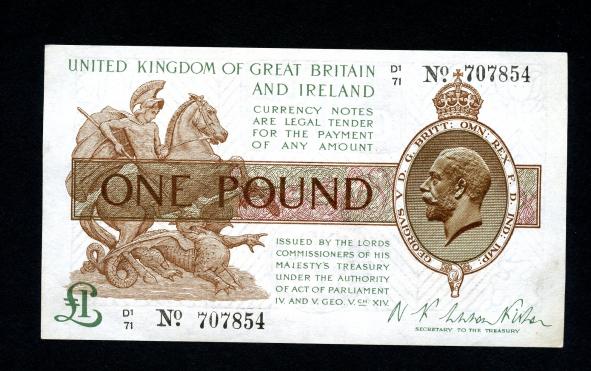 UNITED KINGDOM OF GREAT BRITAIN
AND IRELAND
D1
71
No 707854
CURRENCY NOTES
ARE LEGAL TENDER
FOR THE PAYMENT
OF ANY AMOUNT.
GEORGIVS V D. G. BRITT: OMN: REX F. D. IND: IMP:
ONE POUND
ISSUED BY THE LORDS
COMMISSIONERS OF HIS
MAJESTY'S TREASURY
UNDER THE AUTHORITY
OF ACT OF PARLIAMENT
IV. AND V. GEO. V. CH. XIV.
£1
D1
71
No 707854
SECRETARY TO THE TREASURY